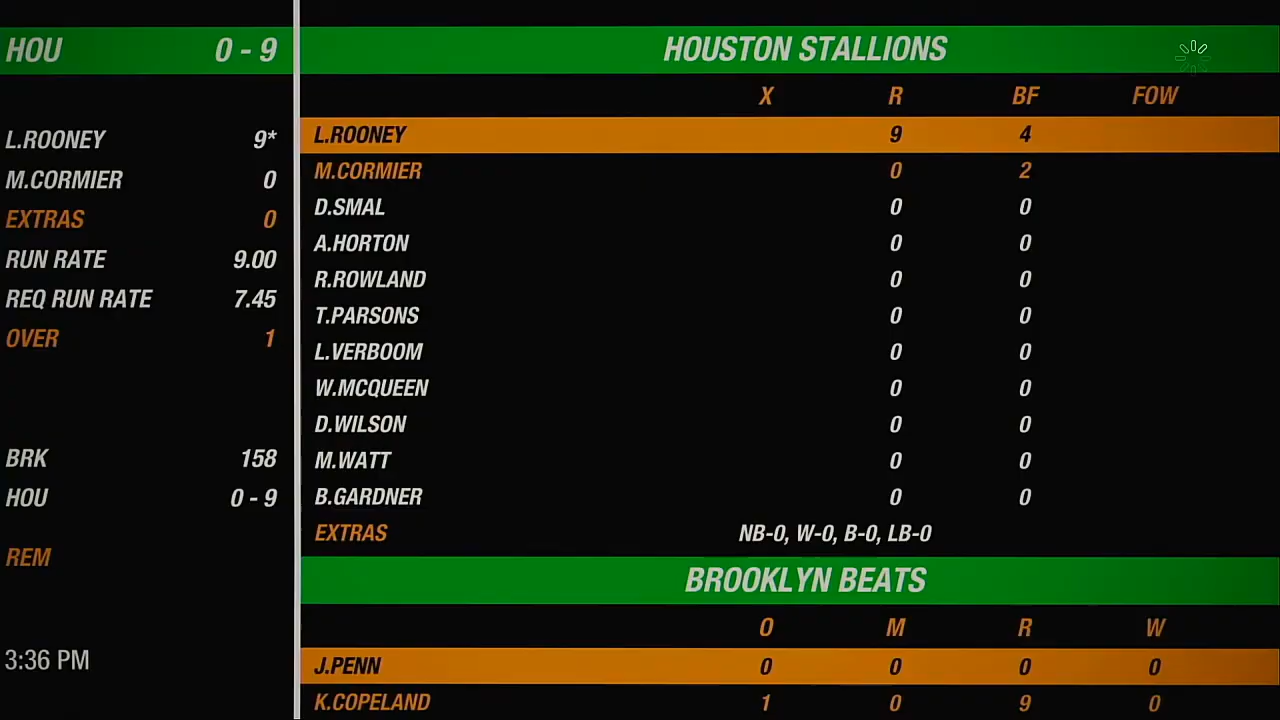 HOU 0 - 9
L.ROONEY 9*
M.CORMIER 0
EXTRAS 0
RUN RATE 9.00
REQ RUN RATE 7.45
OVER 1
BRK 158
HOU 0 - 9
REM
3:36 PM
HOUSTON STALLIONS
X R BF FOW
L.ROONEY 9 4
M.CORMIER 0 2
D.SMAL 0 0
A.HORTON 0 0
R.ROWLAND 0 0
T.PARSONS 0 0
L.VERBOOM 0 0
W.MCQUEEN 0 0
D.WILSON 0 0
M.WATT 0 0
B.GARDNER 0 0
EXTRAS NB-0, W-0, B-0, LB-0
BROOKLYN BEATS
O M R W
J.PENN 0 0 0 0
K.COPELAND 1 0 9 0